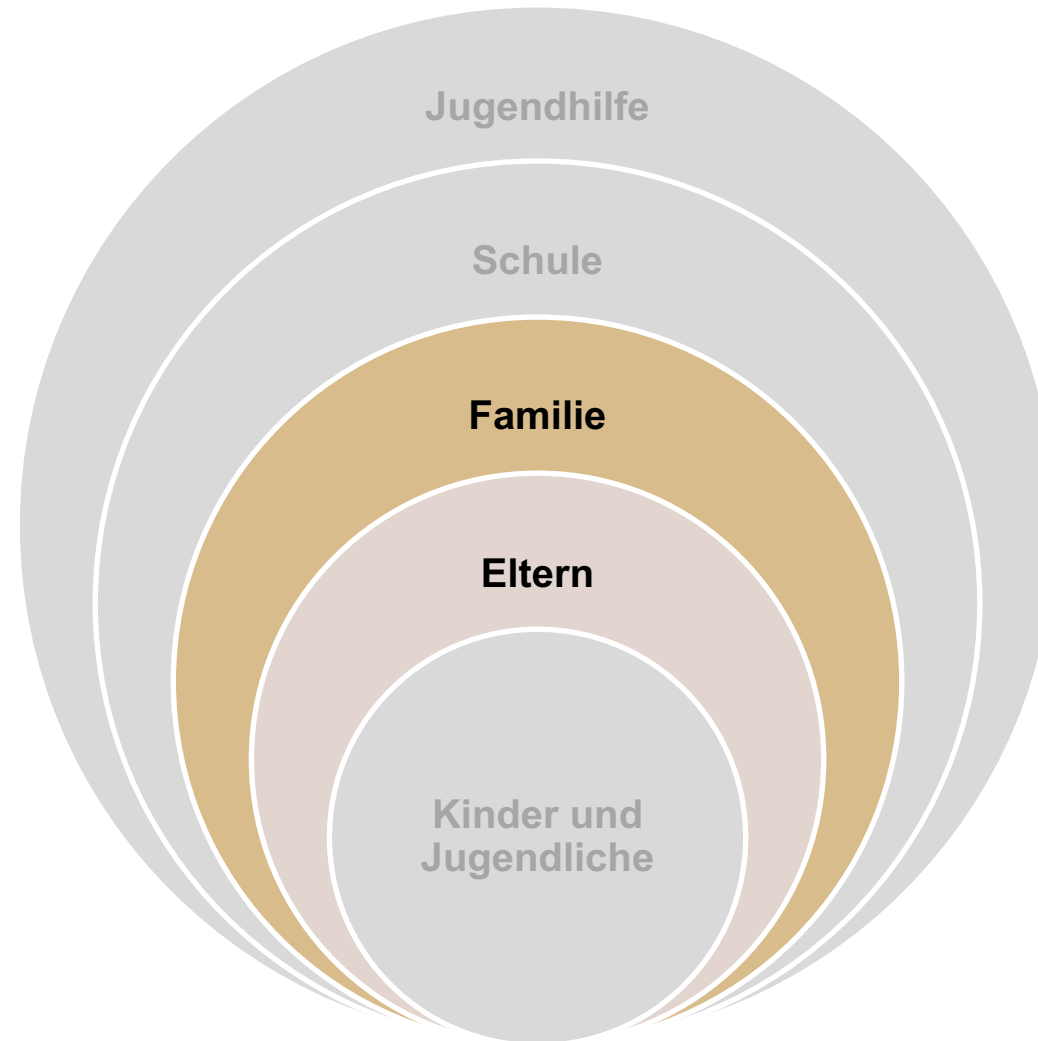 Jugendhilfe
Schule
Familie
Eltern
Kinder und
Jugendliche